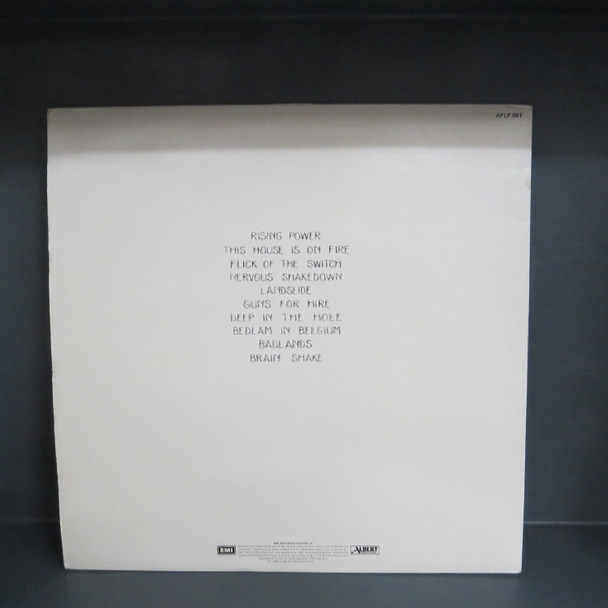 APLP.061
RISING POWER
THIS HOUSE IS ON FIRE
FLICK OF THE SWITCH
NERVOUS SHAKEDOWN
LANDSLIDE
GUNS FOR HIRE
DEEP IN THE HOLE
BEDLAM IN BELGIUM
BADLANDS
BRAIN SHAKE
EMI
ALBERT